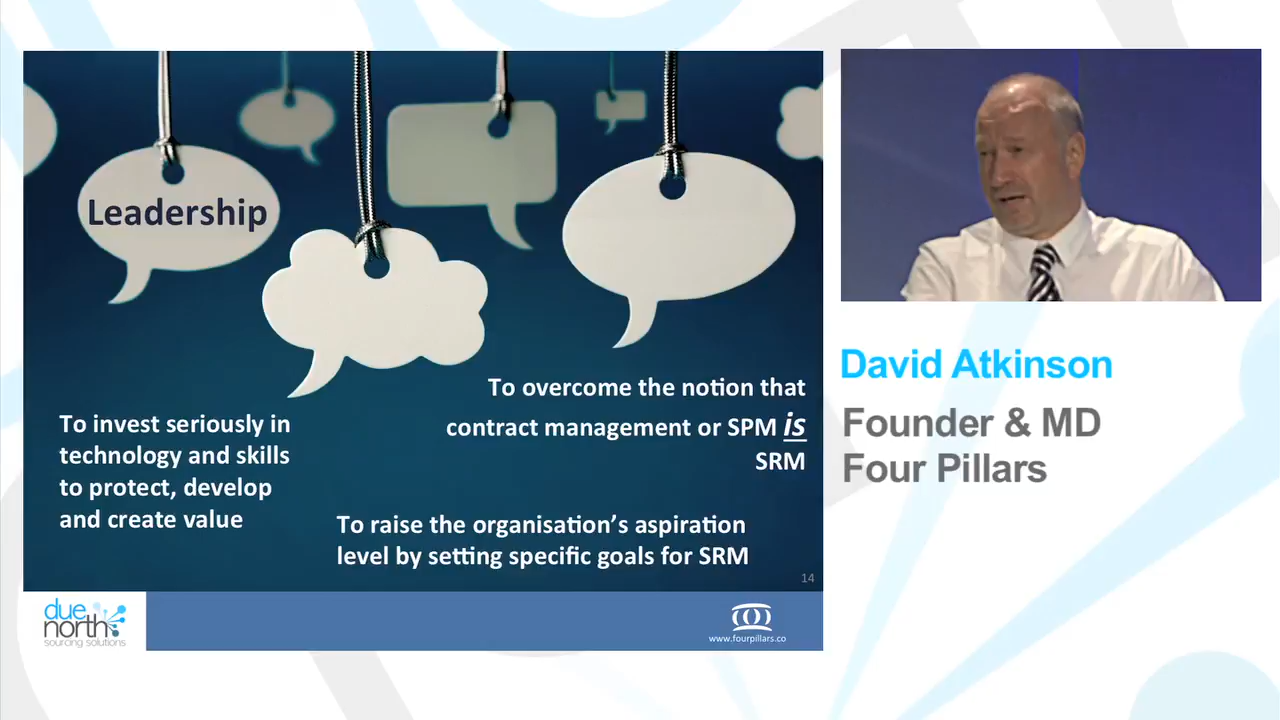 Leadership
To overcome the notion that
contract management or SPM is
SRM
To invest seriously in
technology and skills
to protect, develop
and create value
To raise the organisation’s aspiration
level by setting specific goals for SRM
14
due
north
sourcing solutions
www.fourpillars.co
David Atkinson
Founder & MD
Four Pillars